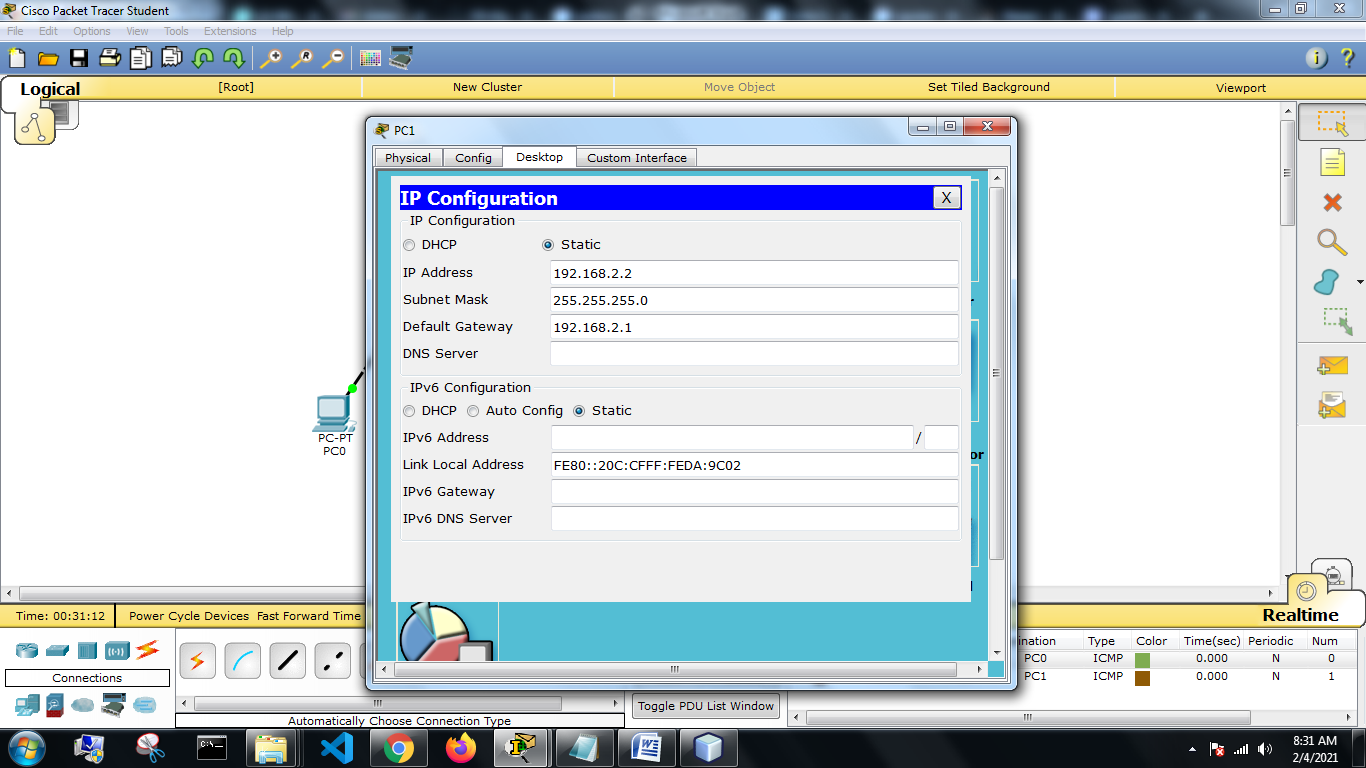 Cisco Packet Tracer Student
File Edit Options View Tools Extensions Help
Logical [Root] New Cluster Move Object Set Tiled Background Viewport
PC1
Physical Config Desktop Custom Interface
IP Configuration X
IP Configuration
DHCP Static
IP Address 192.168.2.2
Subnet Mask 255.255.255.0
Default Gateway 192.168.2.1
DNS Server
IPv6 Configuration
DHCP Auto Config Static
IPv6 Address /
Link Local Address FE80::20C:CFFF:FEDA:9C02
IPv6 Gateway
IPv6 DNS Server
PC-PT
PC0
Time: 00:31:12 Power Cycle Devices Fast Forward Time Realtime
Type Color Time(sec) Periodic Num
PC0 ICMP 0.000 N 0
PC1 ICMP 0.000 N 1
Connections
Toggle PDU List Window
Automatically Choose Connection Type
8:31 AM
2/4/2021